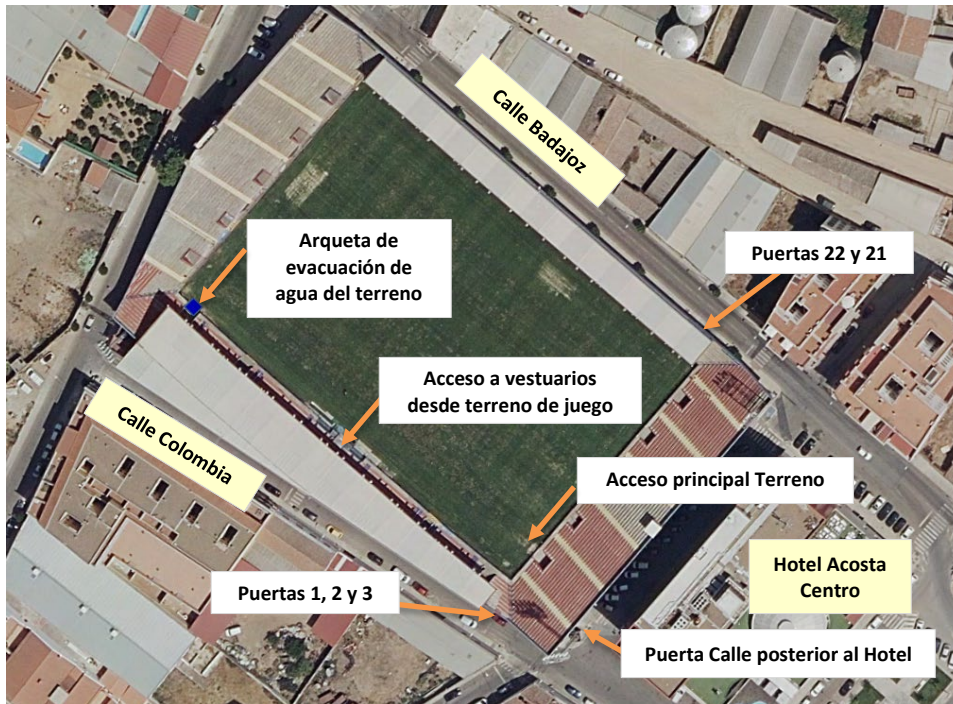 Calle Badajoz
Arqueta de
evacuación de
agua del terreno
Puertas 22 y 21
Acceso a vestuarios
desde terreno de juego
Calle Colombia
Acceso principal Terreno
Hotel Acosta
Centro
Puertas 1, 2 y 3
Puerta Calle posterior al Hotel